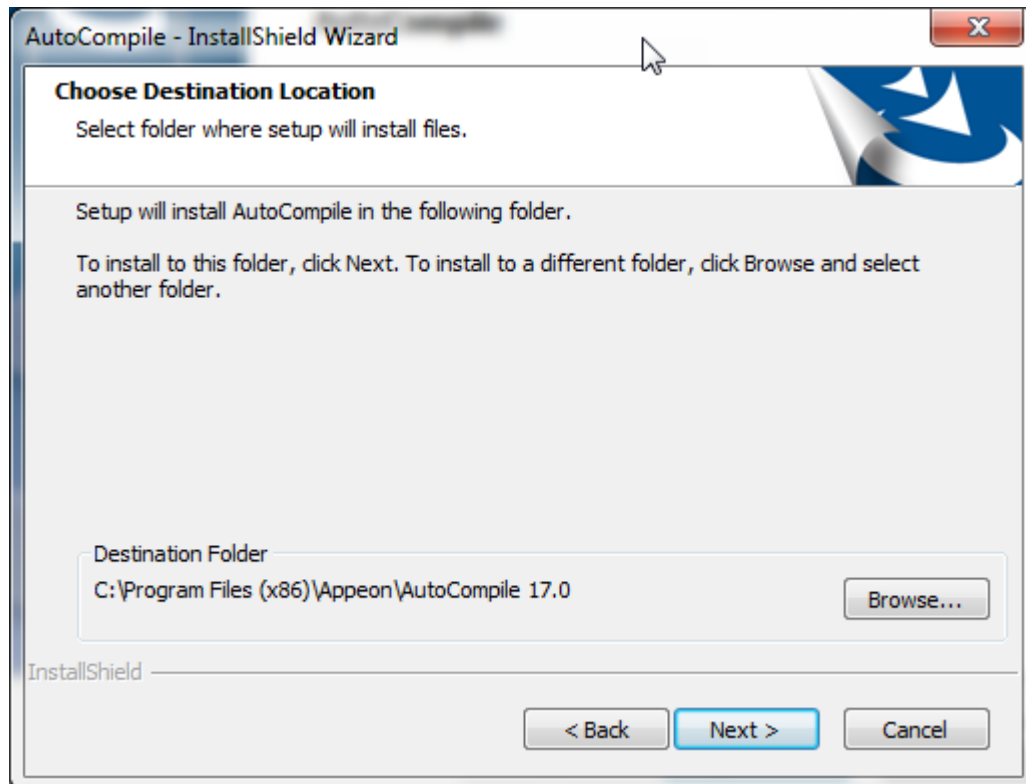 AutoCompile - InstallShield Wizard
Choose Destination Location
Select folder where setup will install files.
Setup will install AutoCompile in the following folder.
To install to this folder, click Next. To install to a different folder, click Browse and select
another folder.
Destination Folder
C:\Program Files (x86)\Appeon\AutoCompile 17.0
Browse...
InstallShield
< Back
Next >
Cancel